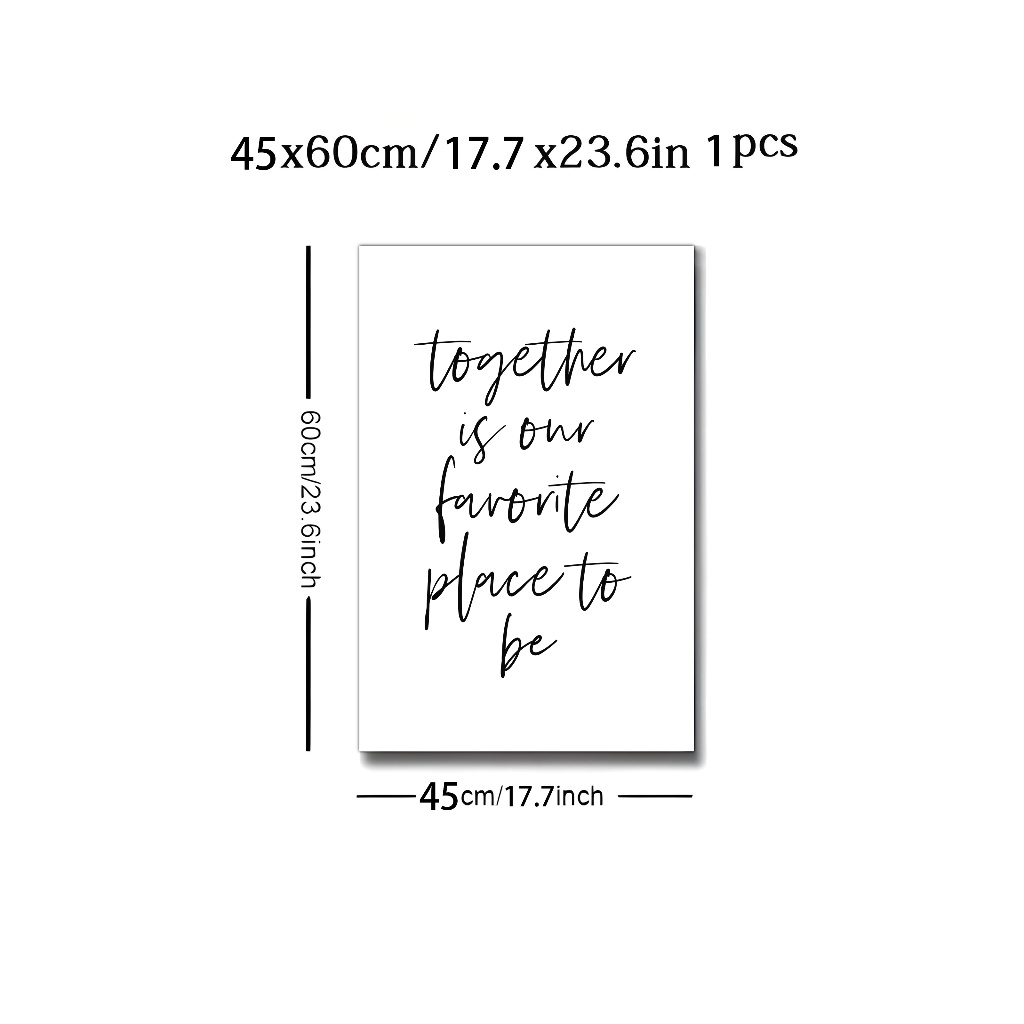 45x60cm/17.7 x23.6in 1pcs
60cm/23.6inch
together
is our
favorite
place to
be
45cm/17.7inch